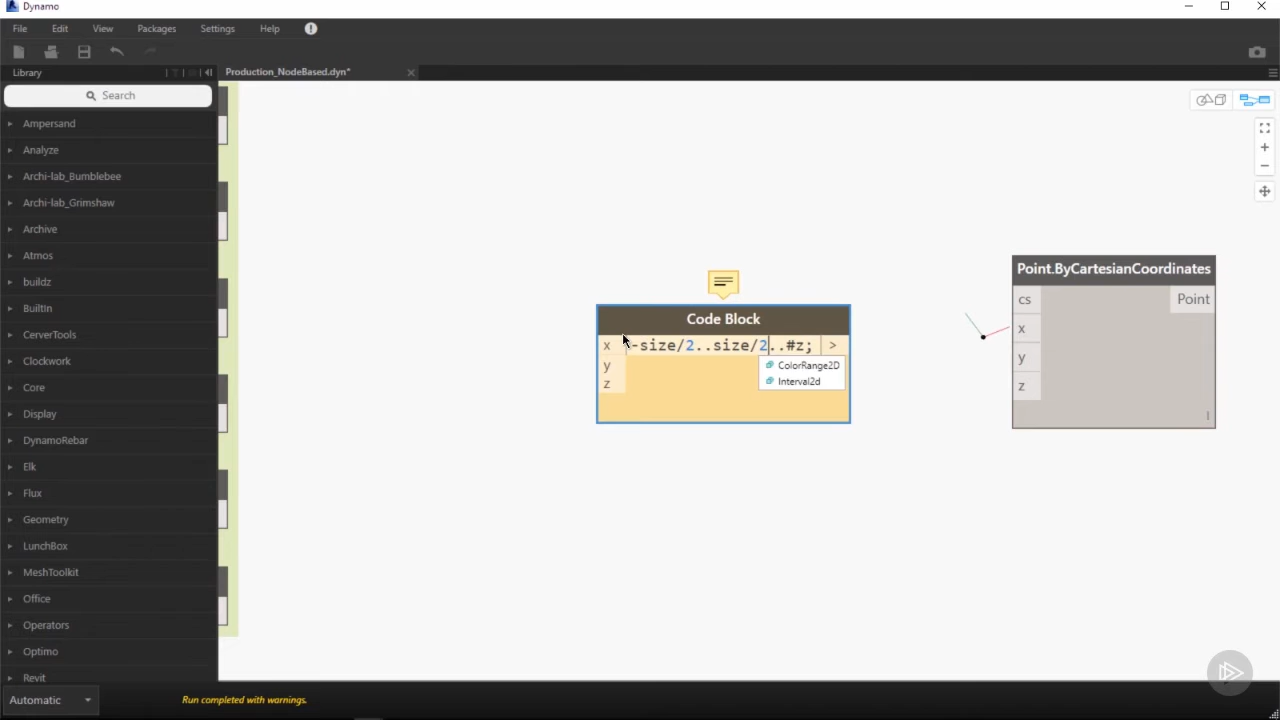 Dynamo
File Edit View Packages Settings Help
Library
Production_NodeBased.dyn*
Search
Ampersand
Analyze
Archi-lab_Bumblebee
Archi-lab_Grimshaw
Archive
Atmos
buildz
BuiltIn
CerverTools
Clockwork
Core
Display
DynamoRebar
Elk
Flux
Geometry
LunchBox
MeshToolkit
Office
Operators
Optimo
Revit
Code Block
x -size/2..size/2..#z; >
y
z
ColorRange2D
Interval2d
Point.ByCartesianCoordinates
cs Point
x
y
z
Automatic
Run completed with warnings.